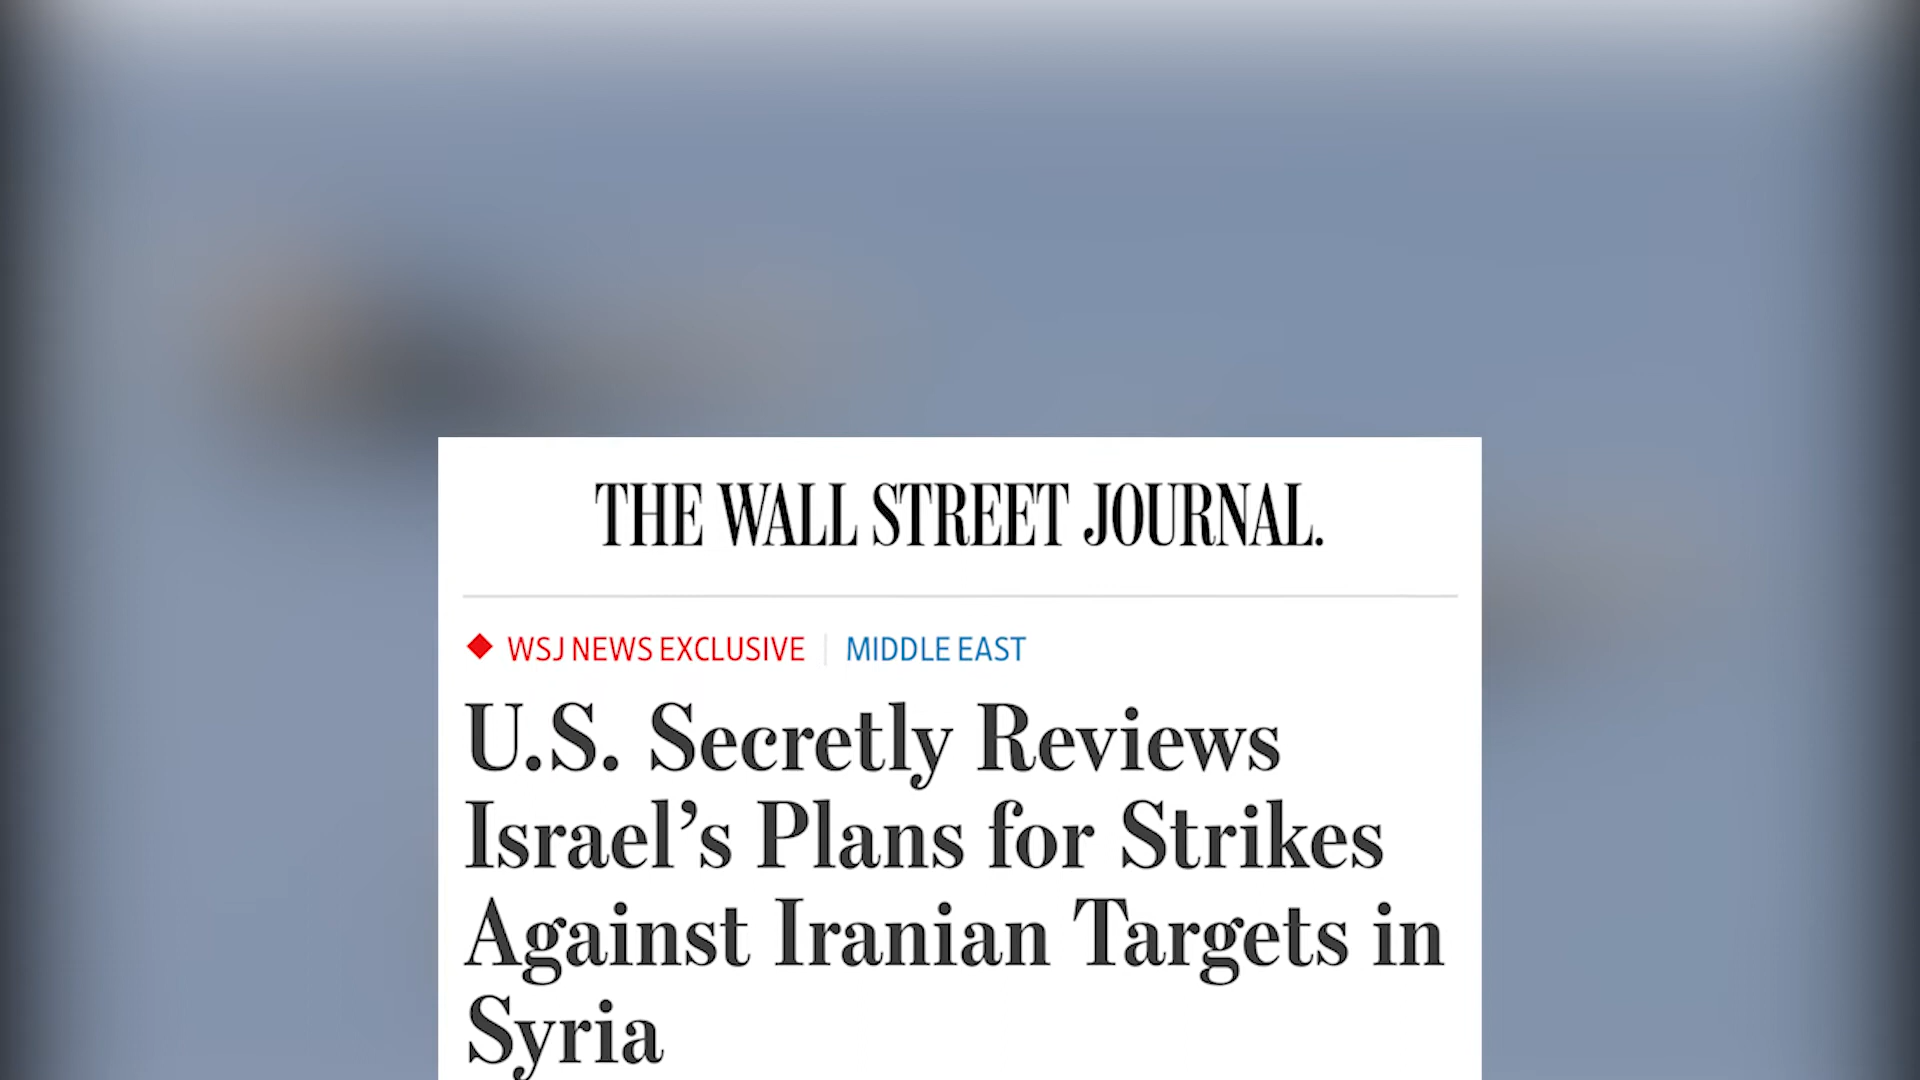 THE WALL STREET JOURNAL.
WSJ NEWS EXCLUSIVE | MIDDLE EAST
U.S. Secretly Reviews
Israel’s Plans for Strikes
Against Iranian Targets in
Syria